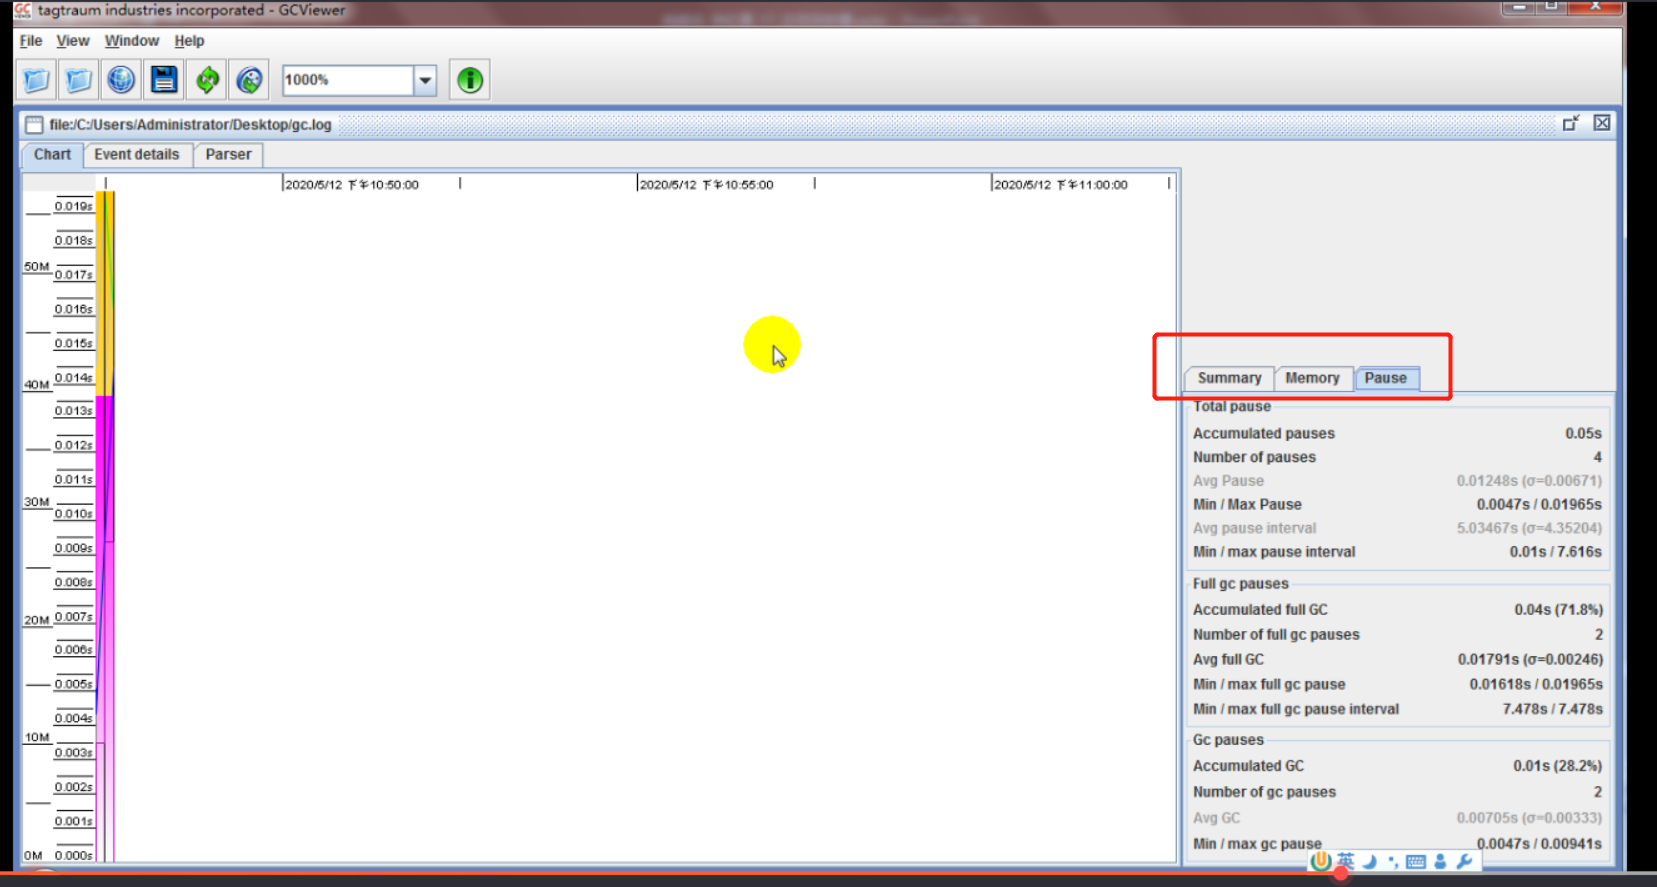 tagtraum industries incorporated - GCViewer
File View Window Help
1000%
file:/C:/Users/Administrator/Desktop/gc.log
Chart Event details Parser
2020/5/12 下午10:50:00 2020/5/12 下午10:55:00 2020/5/12 下午11:00:00
0.019s
0.018s
50M
0.017s
0.016s
0.015s
0.014s
40M
0.013s
0.012s
0.011s
30M
0.010s
0.009s
0.008s
20M
0.007s
0.006s
0.005s
0.004s
10M
0.003s
0.002s
0.001s
0M 0.000s
Summary Memory Pause
Total pause
Accumulated pauses 0.05s
Number of pauses 4
Avg Pause 0.01248s (σ=0.00671)
Min / Max Pause 0.0047s / 0.01965s
Avg pause interval 5.03467s (σ=4.35204)
Min / max pause interval 0.01s / 7.616s
Full gc pauses
Accumulated full GC 0.04s (71.8%)
Number of full gc pauses 2
Avg full GC 0.01791s (σ=0.00246)
Min / max full gc pause 0.01618s / 0.01965s
Min / max full gc pause interval 7.478s / 7.478s
Gc pauses
Accumulated GC 0.01s (28.2%)
Number of gc pauses 2
Avg GC 0.00705s (σ=0.00333)
Min / max gc pause 0.0047s / 0.00941s
英